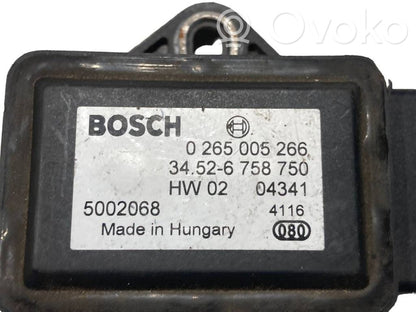 Ovoko
BOSCH
0 265 005 266
34.52-6 758 750
HW 02 04341
5002068 4116
Made in Hungary 080